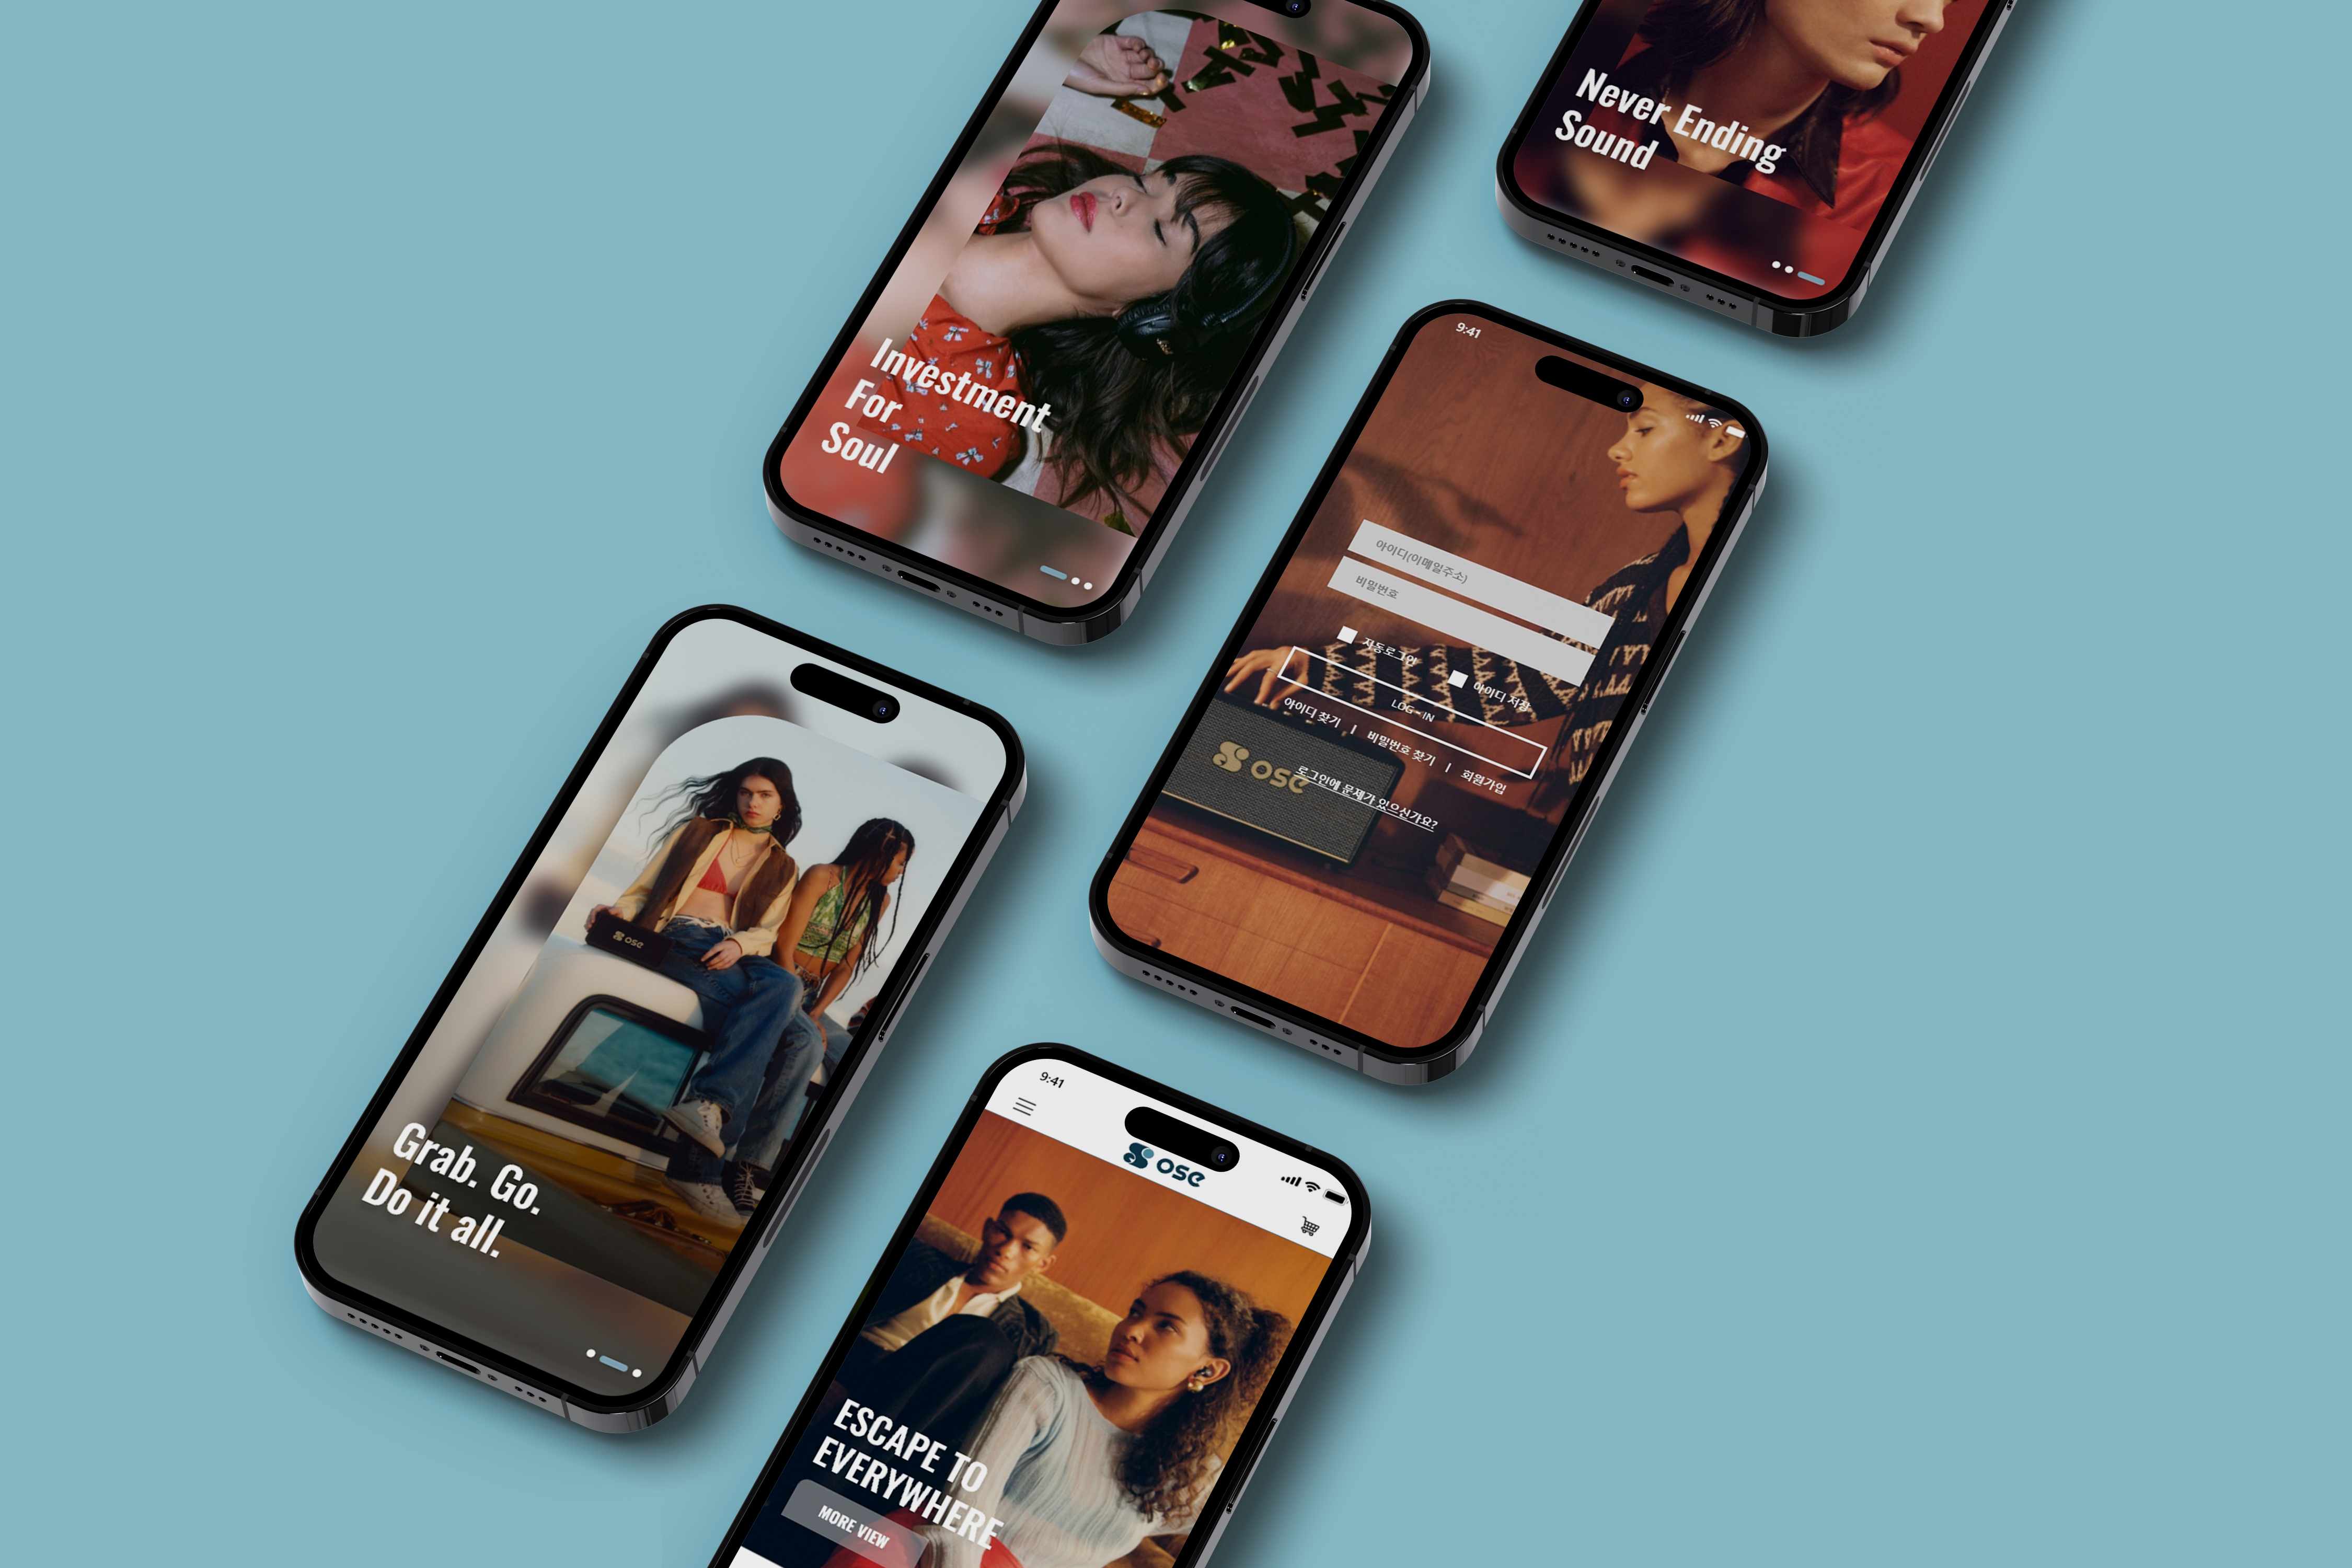 Investment
For
Soul
Never Ending
Sound
9:41
아이디(이메일주소)
비밀번호
자동로그인
아이디 저장
LOG-IN
아이디 찾기 | 비밀번호 찾기 | 회원가입
ose
로그인에 문제가 있으신가요?
ose
Grab. Go.
Do it all.
9:41
ose
ESCAPE TO
EVERYWHERE
MORE VIEW